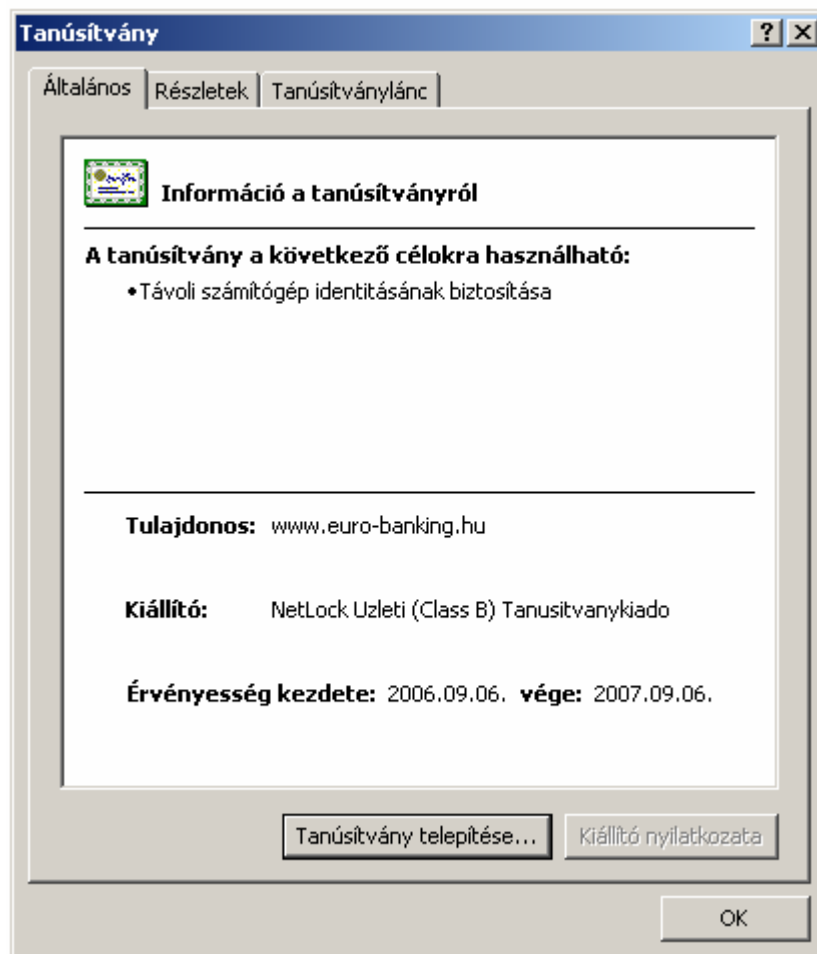 Tanúsítvány
Általános Részletek Tanúsítványlánc
Információ a tanúsítványról
A tanúsítvány a következő célokra használható:
•Távoli számítógép identitásának biztosítása
Tulajdonos: www.euro-banking.hu
Kiállító: NetLock Uzleti (Class B) Tanusitvanykiado
Érvényesség kezdete: 2006.09.06. vége: 2007.09.06.
Tanúsítvány telepítése... Kiállító nyilatkozata
OK